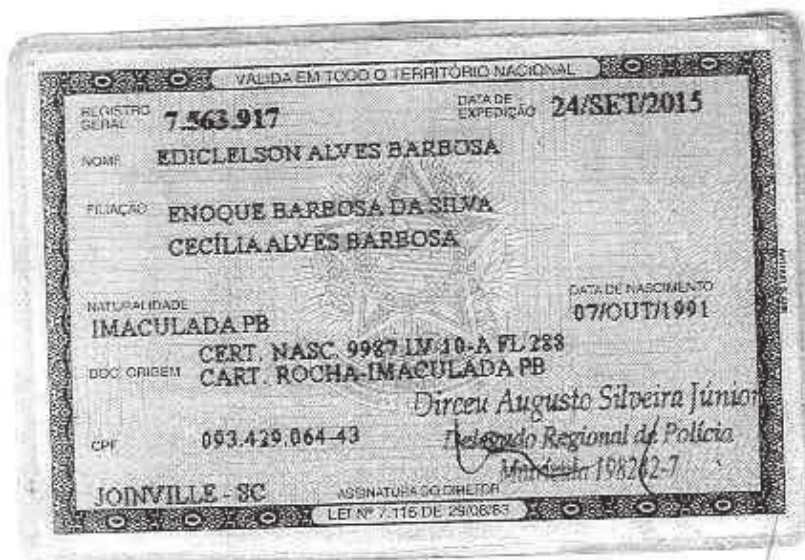 VÁLIDA EM TODO O TERRITÓRIO NACIONAL
REGISTRO GERAL 7.563.917 DATA DE EXPEDIÇÃO 24/SET/2015
NOME EDICLELSON ALVES BARBOSA
FILIAÇÃO ENOQUE BARBOSA DA SILVA
CECÍLIA ALVES BARBOSA
NATURALIDADE DATA DE NASCIMENTO
IMACULADA PB 07/OUT/1991
CERT. NASC. 9987 LV 10-A FL 288
DOC ORIGEM CART. ROCHA-IMACULADA PB
Dirceu Augusto Silveira Júnior
CPF 093.429.064-43 Delegado Regional de Polícia
Matrícula
JOINVILLE - SC ASSINATURA DO DIRETOR
LEI Nº 7.116 DE 29/08/83